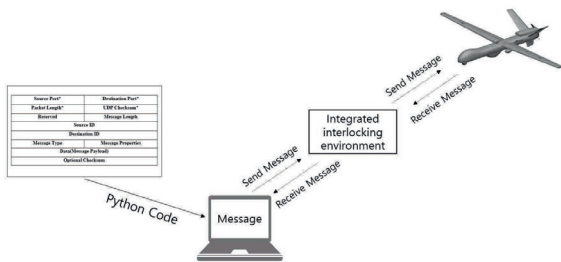 Send Message
Receive Message
Source Port* Destination Port*
Packet Length* UDP Checksum*
Reserved Message Length
Source ID
Destination ID
Message Type Message Properties
Data(Message Payload)
Optional Checksum
Integrated
interlocking
environment
Send Message
Receive Message
Python Code
Message